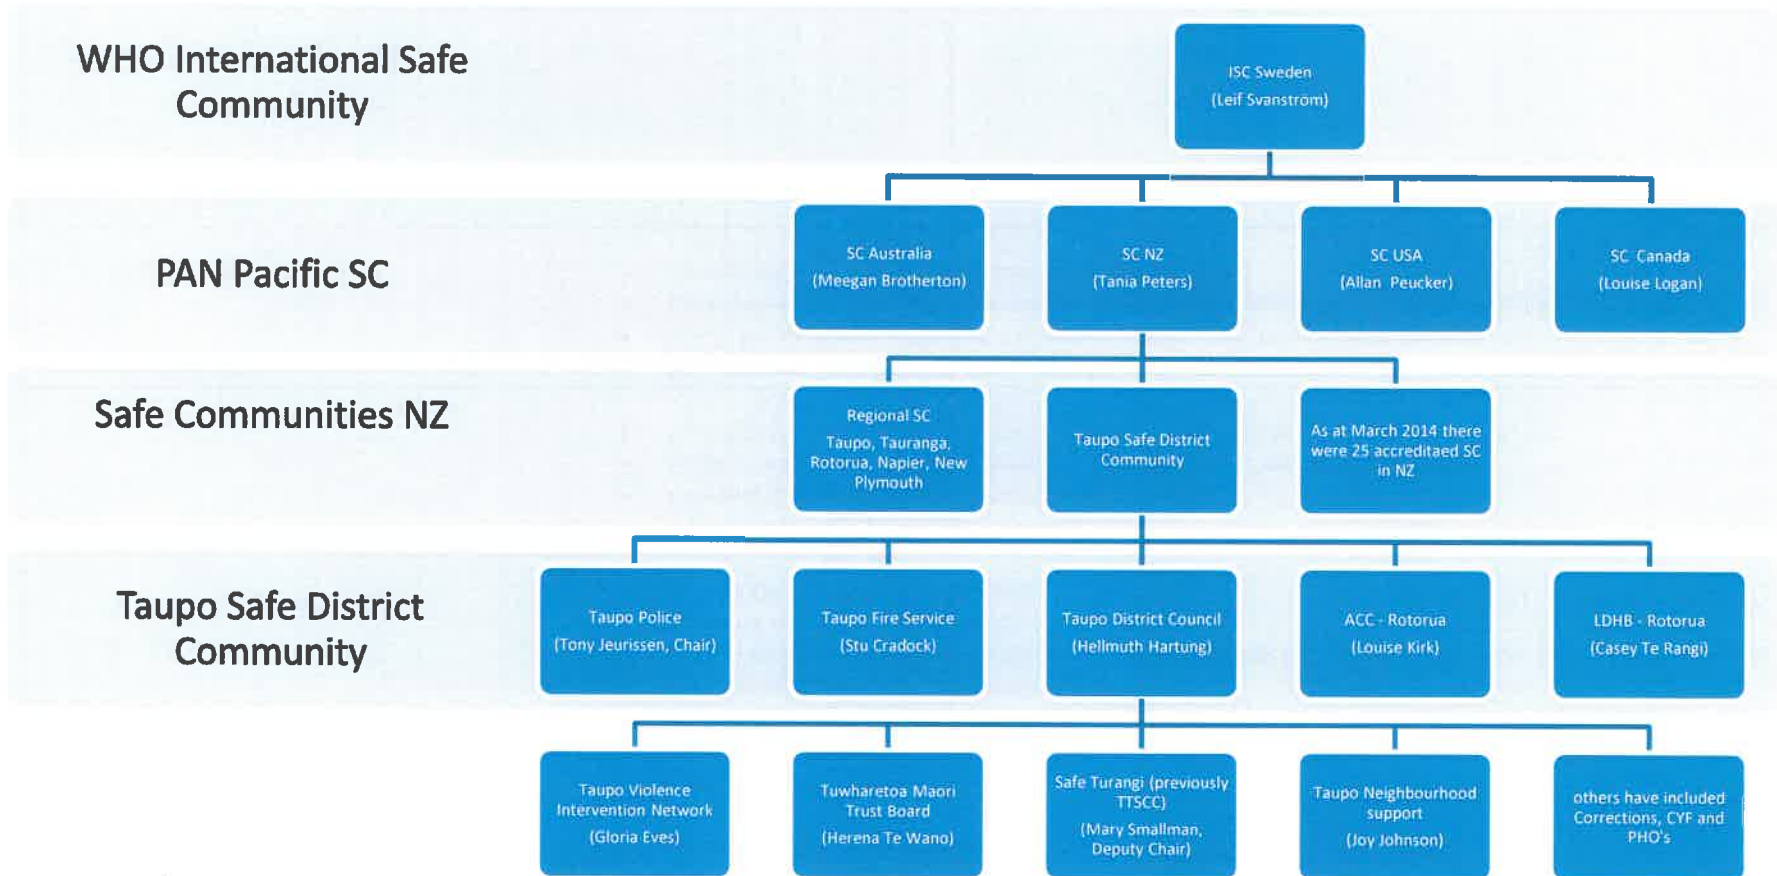 WHO International Safe
Community
ISC Sweden
(Leif Svanström)
PAN Pacific SC
SC Australia
(Meegan Brotherton)
SC NZ
(Tania Peters)
SC USA
(Allan Peucker)
SC Canada
(Louise Logan)
Safe Communities NZ
Regional SC
Taupo, Tauranga,
Rotorua, Napier, New
Plymouth
Taupo Safe District
Community
As at March 2014 there
were 25 accreditaed SC
in NZ
Taupo Safe District
Community
Taupo Police
(Tony Jeurissen, Chair)
Taupo Fire Service
(Stu Cradock)
Taupo District Council
(Hellmuth Hartung)
ACC - Rotorua
(Louise Kirk)
LDHB - Rotorua
(Casey Te Rangi)
Taupo Violence
Intervention Network
(Gloria Eves)
Tuwharetoa Maori
Trust Board
(Herena Te Wano)
Safe Turangi (previously
TTSCC)
(Mary Smallman,
Deputy Chair)
Taupo Neighbourhood
support
(Joy Johnson)
others have included
Corrections, CYF and
PHO's